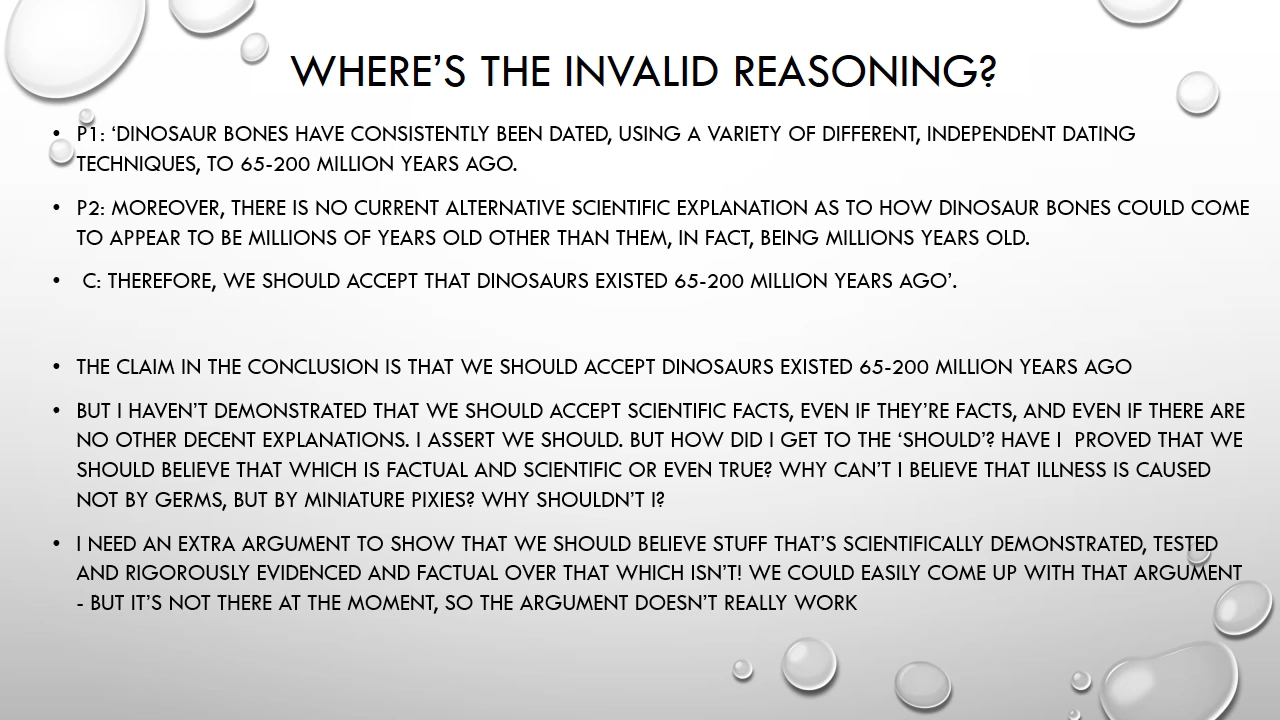 WHERE'S THE INVALID REASONING?
• P1: 'DINOSAUR BONES HAVE CONSISTENTLY BEEN DATED, USING A VARIETY OF DIFFERENT, INDEPENDENT DATING
TECHNIQUES, TO 65-200 MILLION YEARS AGO.
• P2: MOREOVER, THERE IS NO CURRENT ALTERNATIVE SCIENTIFIC EXPLANATION AS TO HOW DINOSAUR BONES COULD COME
TO APPEAR TO BE MILLIONS OF YEARS OLD OTHER THAN THEM, IN FACT, BEING MILLIONS YEARS OLD.
• C: THEREFORE, WE SHOULD ACCEPT THAT DINOSAURS EXISTED 65-200 MILLION YEARS AGO'.
• THE CLAIM IN THE CONCLUSION IS THAT WE SHOULD ACCEPT DINOSAURS EXISTED 65-200 MILLION YEARS AGO
• BUT I HAVEN'T DEMONSTRATED THAT WE SHOULD ACCEPT SCIENTIFIC FACTS, EVEN IF THEY'RE FACTS, AND EVEN IF THERE ARE
NO OTHER DECENT EXPLANATIONS. I ASSERT WE SHOULD. BUT HOW DID I GET TO THE 'SHOULD'? HAVE I PROVED THAT WE
SHOULD BELIEVE THAT WHICH IS FACTUAL AND SCIENTIFIC OR EVEN TRUE? WHY CAN'T I BELIEVE THAT ILLNESS IS CAUSED
NOT BY GERMS, BUT BY MINIATURE PIXIES? WHY SHOULDN'T I?
• I NEED AN EXTRA ARGUMENT TO SHOW THAT WE SHOULD BELIEVE STUFF THAT'S SCIENTIFICALLY DEMONSTRATED, TESTED
AND RIGOROUSLY EVIDENCED AND FACTUAL OVER THAT WHICH ISN'T! WE COULD EASILY COME UP WITH THAT ARGUMENT
- BUT IT'S NOT THERE AT THE MOMENT, SO THE ARGUMENT DOESN'T REALLY WORK